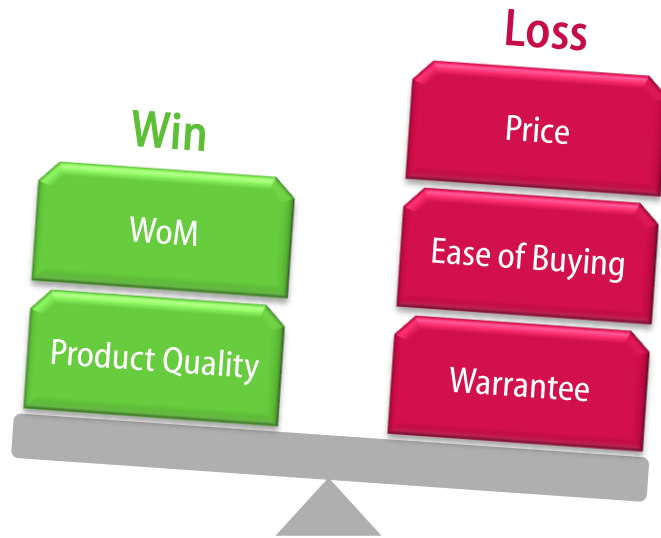 Win
WoM
Product Quality
Loss
Price
Ease of Buying
Warrantee